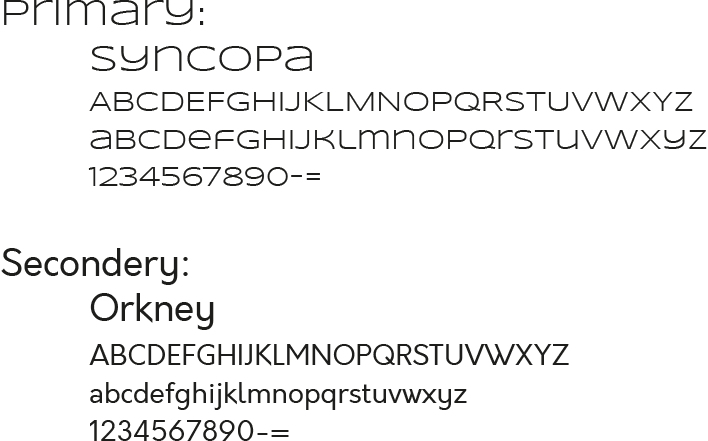 Primary:
syncopa
ABCDEFGHIJKLMNOPQRSTUVWXYZ
abcdefghijklmnopqrstuvwxyz
1234567890-=
Secondery:
Orkney
ABCDEFGHIJKLMNOPQRSTUVWXYZ
abcdefghijklmnopqrstuvwxyz
1234567890-=